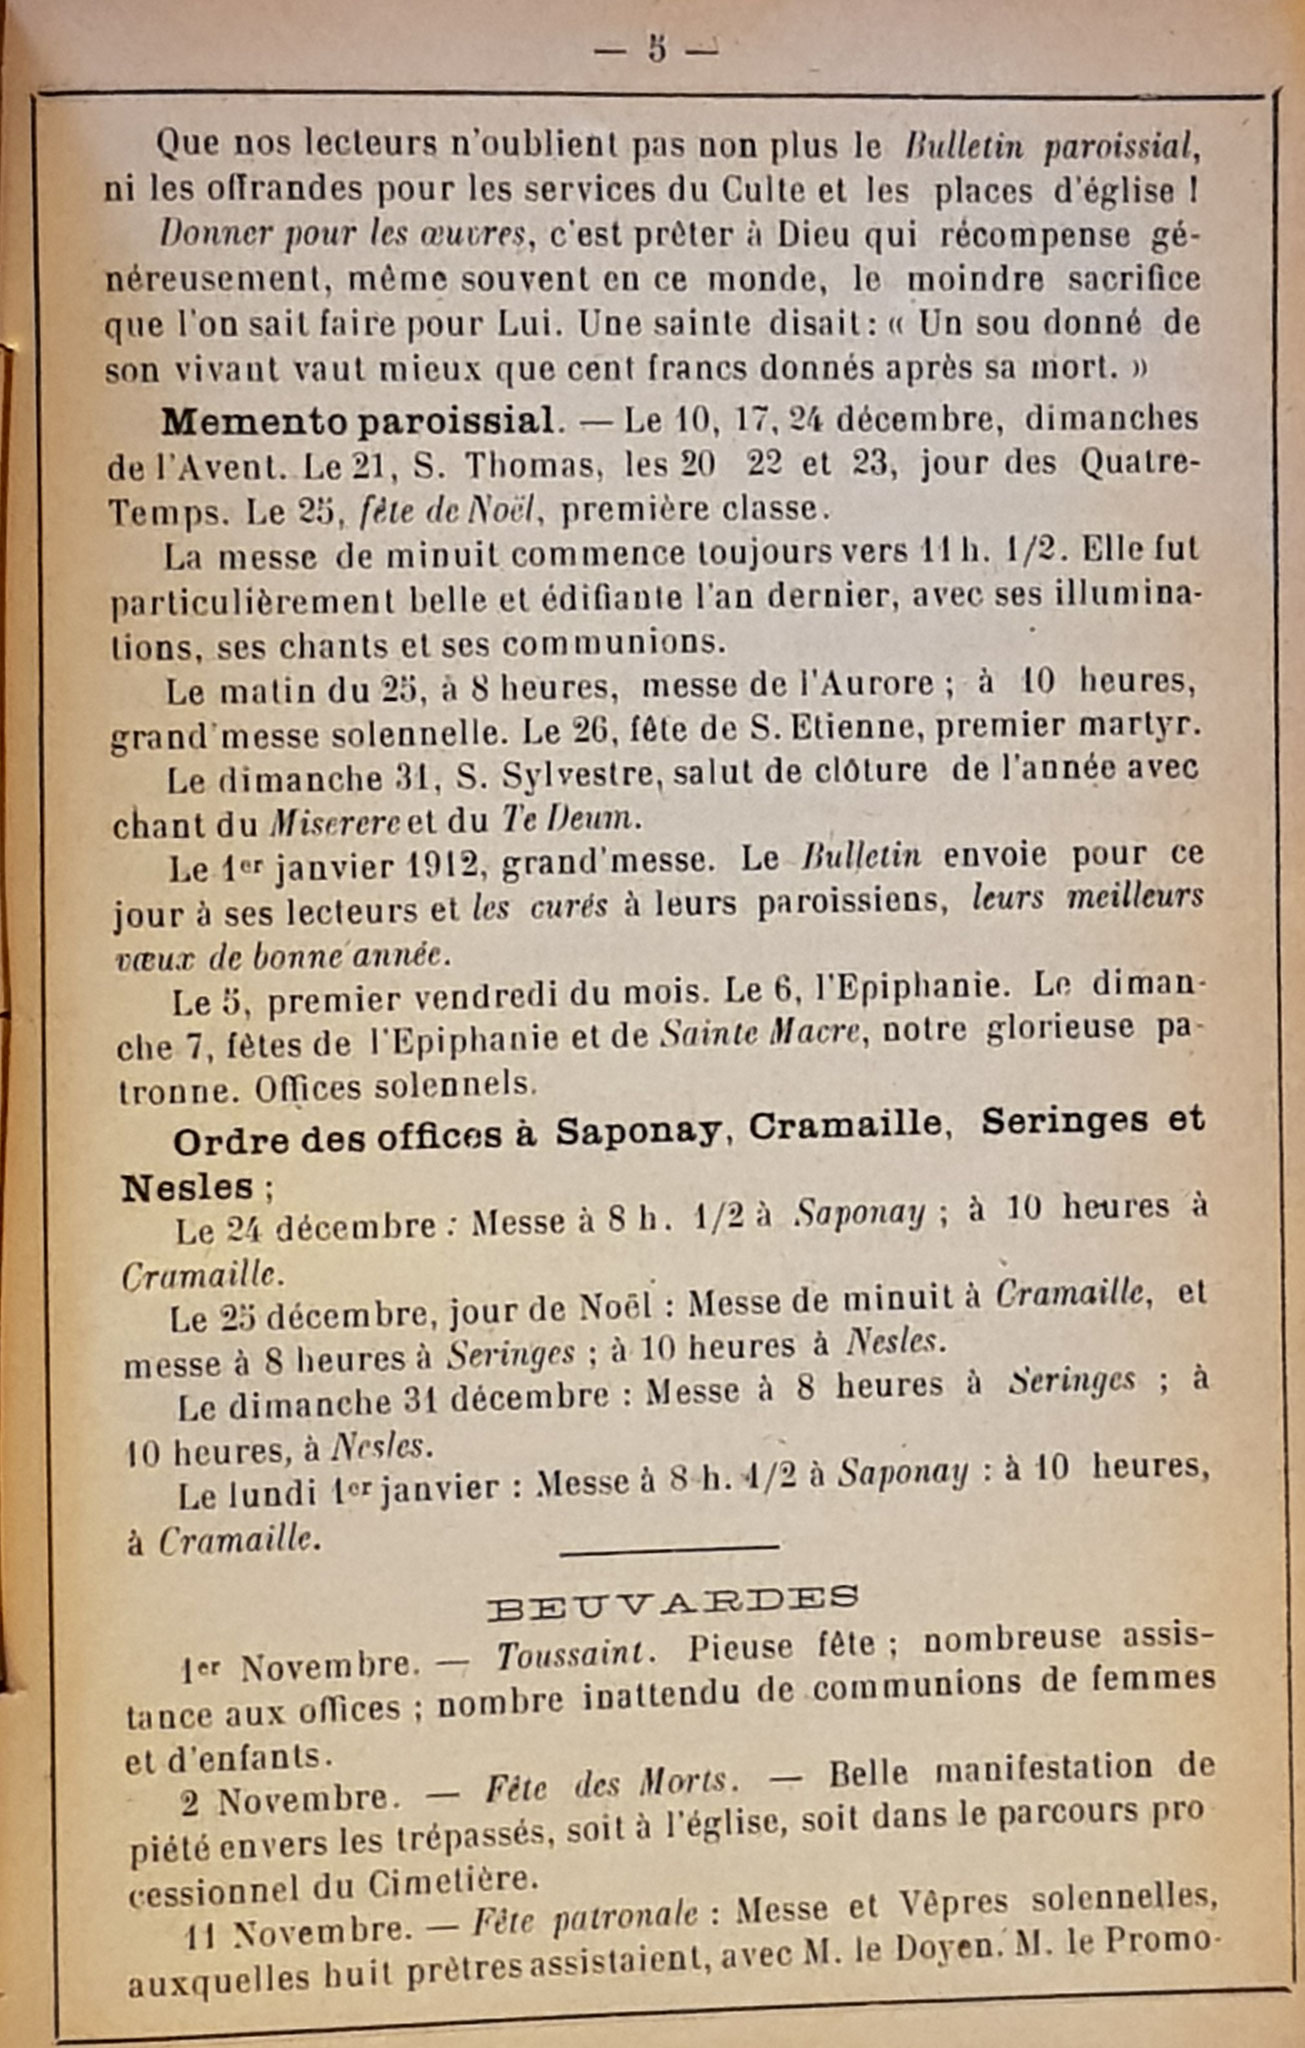 — 5 —
Que nos lecteurs n'oublient pas non plus le Bulletin paroissial,
ni les offrandes pour les services du Culte et les places d'église !
Donner pour les œuvres, c'est prêter à Dieu qui récompense gé-
néreusement, même souvent en ce monde, le moindre sacrifice
que l'on sait faire pour Lui. Une sainte disait : « Un sou donné de
son vivant vaut mieux que cent francs donnés après sa mort. »
Memento paroissial. — Le 10, 17, 24 décembre, dimanches
de l'Avent. Le 21, S. Thomas, les 20 22 et 23, jour des Quatre-
Temps. Le 25, fête de Noël, première classe.
La messe de minuit commence toujours vers 11 h. 1/2. Elle fut
particulièrement belle et édifiante l'an dernier, avec ses illumina-
tions, ses chants et ses communions.
Le matin du 25, à 8 heures, messe de l'Aurore ; à 10 heures,
grand'messe solennelle. Le 26, fête de S. Etienne, premier martyr.
Le dimanche 31, S. Sylvestre, salut de clôture de l'année avec
chant du Miserere et du Te Deum.
Le 1er janvier 1912, grand'messe. Le Bulletin envoie pour ce
jour à ses lecteurs et les curés à leurs paroissiens, leurs meilleurs
vœux de bonne année.
Le 5, premier vendredi du mois. Le 6, l'Epiphanie. Le diman-
che 7, fêtes de l'Epiphanie et de Sainte Macre, notre glorieuse pa-
tronne. Offices solennels.
Ordre des offices à Saponay, Cramaille, Seringes et
Nesles ;
Le 24 décembre : Messe à 8 h. 1/2 à Saponay ; à 10 heures à
Cramaille.
Le 25 décembre, jour de Noël : Messe de minuit à Cramaille, et
messe à 8 heures à Seringes ; à 10 heures à Nesles.
Le dimanche 31 décembre : Messe à 8 heures à Seringes ; à
10 heures, à Nesles.
Le lundi 1er janvier : Messe à 8 h. 1/2 à Saponay : à 10 heures,
à Cramaille.
BEUVARDES
1er Novembre. — Toussaint. Pieuse fête ; nombreuse assis-
tance aux offices ; nombre inattendu de communions de femmes
et d'enfants.
2 Novembre. — Fête des Morts. — Belle manifestation de
piété envers les trépassés, soit à l'église, soit dans le parcours pro
cessionnel du Cimetière.
11 Novembre. — Fête patronale : Messe et Vêpres solennelles,
auxquelles huit prêtres assistaient, avec M. le Doyen. M. le Promo-